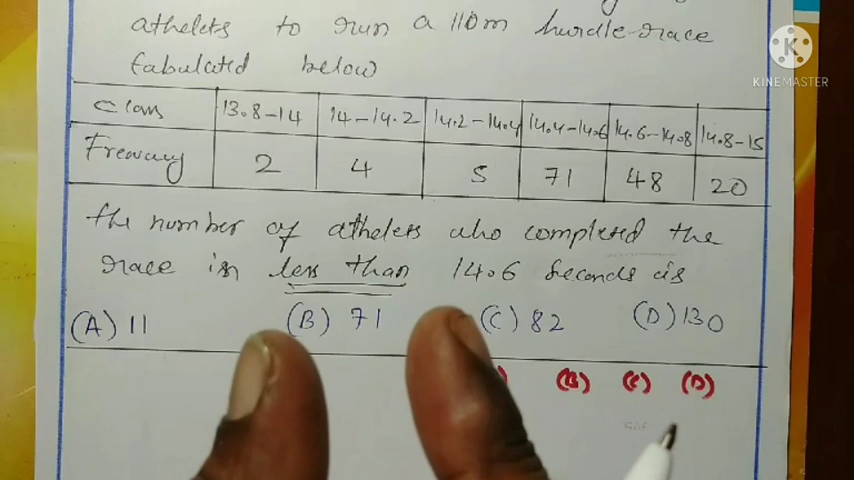 athelets to run a 110m hurdle-race
tabulated below
Class 13.8-14 14-14.2 14.2-14.4 14.4-14.6 14.6-14.8 14.8-15
Frequency 2 4 5 71 48 20
the number of athelets who completed the
race in less than 14.6 seconds is
(A) 11 (B) 71 (C) 82 (D) 130
(B) (C) (D)
KINEMASTER